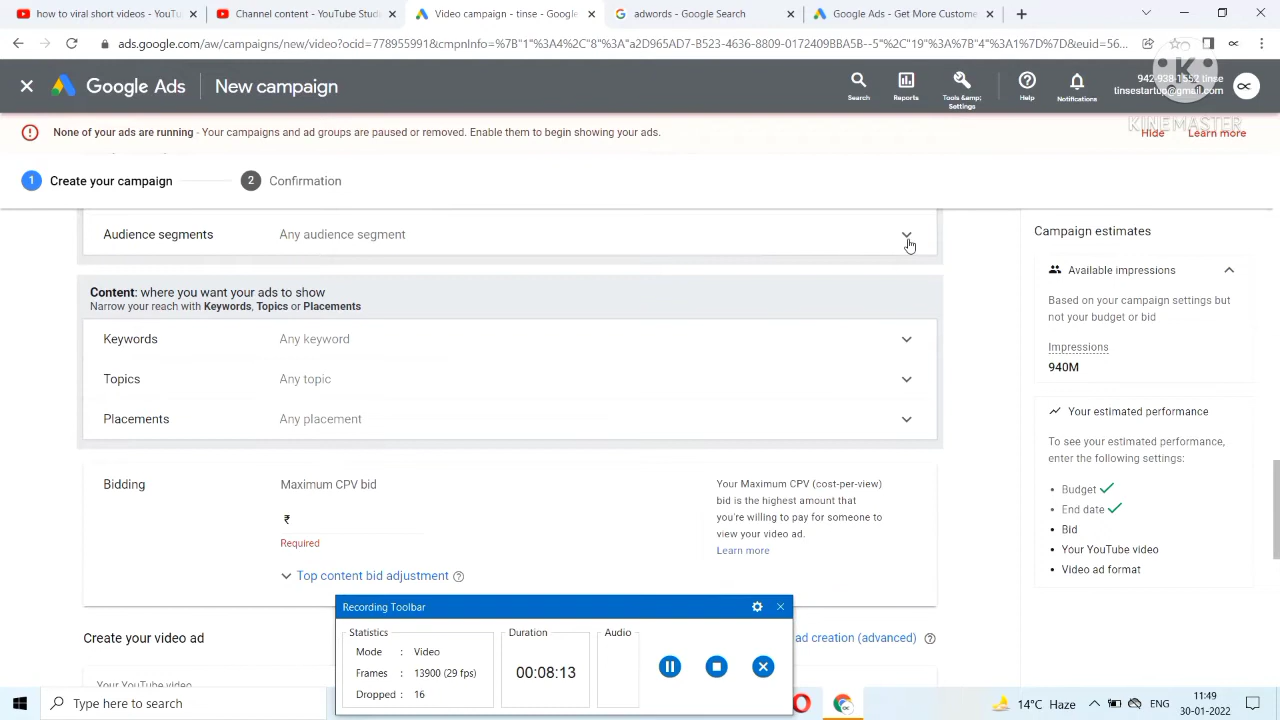 how to viral short videos - YouTu
Channel content - YouTube Stud
Video campaign - tinse - Google
adwords - Google Search
Google Ads - Get More Custome
ads.google.com/aw/campaigns/new/video?ocid=778955991&cmpnInfo=%7B"1"%3A4%2C"8"%3A"a2D965AD7-B523-4636-8809-0172409BBA5B--5"%2C"19"%3A%7B"4"%3A1%7D%7D&euid=56...
Google Ads
New campaign
Search
Reports
Tools &amp;
Settings
Help
Notifications
942-938-1552 tinse
tinsestartup@gmail.com
KINEMASTER
None of your ads are running - Your campaigns and ad groups are paused or removed. Enable them to begin showing your ads.
Hide
Learn more
1 Create your campaign
2 Confirmation
Audience segments
Any audience segment
Content: where you want your ads to show
Narrow your reach with Keywords, Topics or Placements
Keywords
Any keyword
Topics
Any topic
Placements
Any placement
Bidding
Maximum CPV bid
₹
Required
Your Maximum CPV (cost-per-view)
bid is the highest amount that
you're willing to pay for someone to
view your video ad.
Learn more
Top content bid adjustment
Create your video ad
ad creation (advanced)
Your YouTube video
Campaign estimates
Available impressions
Based on your campaign settings but
not your budget or bid
Impressions
940M
Your estimated performance
To see your estimated performance,
enter the following settings:
• Budget
• End date
• Bid
• Your YouTube video
• Video ad format
Recording Toolbar
Statistics
Mode : Video
Frames : 13900 (29 fps)
Dropped : 16
Duration
00:08:13
Audio
Type here to search
14°C Haze
ENG
11:49
30-01-2022